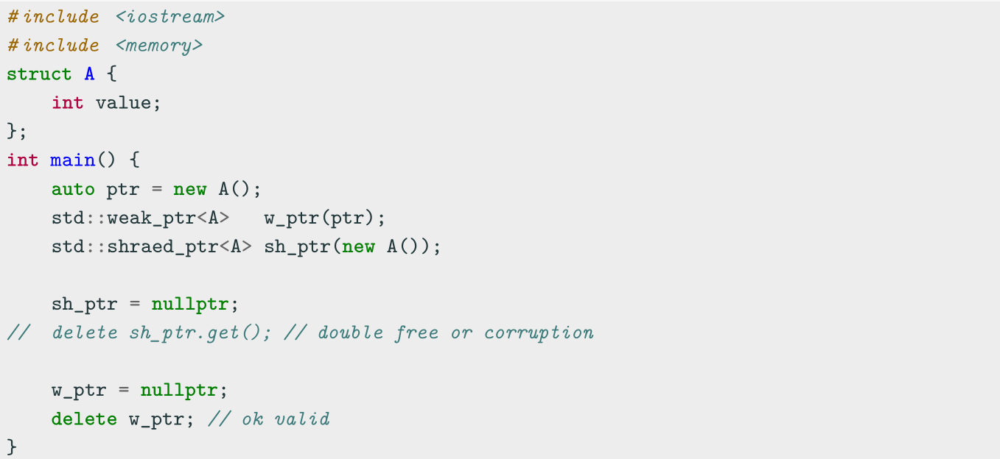 #include <iostream>
#include <memory>
struct A {
    int value;
};
int main() {
    auto ptr = new A();
    std::weak_ptr<A>   w_ptr(ptr);
    std::shraed_ptr<A> sh_ptr(new A());

    sh_ptr = nullptr;
//  delete sh_ptr.get(); // double free or corruption

    w_ptr = nullptr;
    delete w_ptr; // ok valid
}